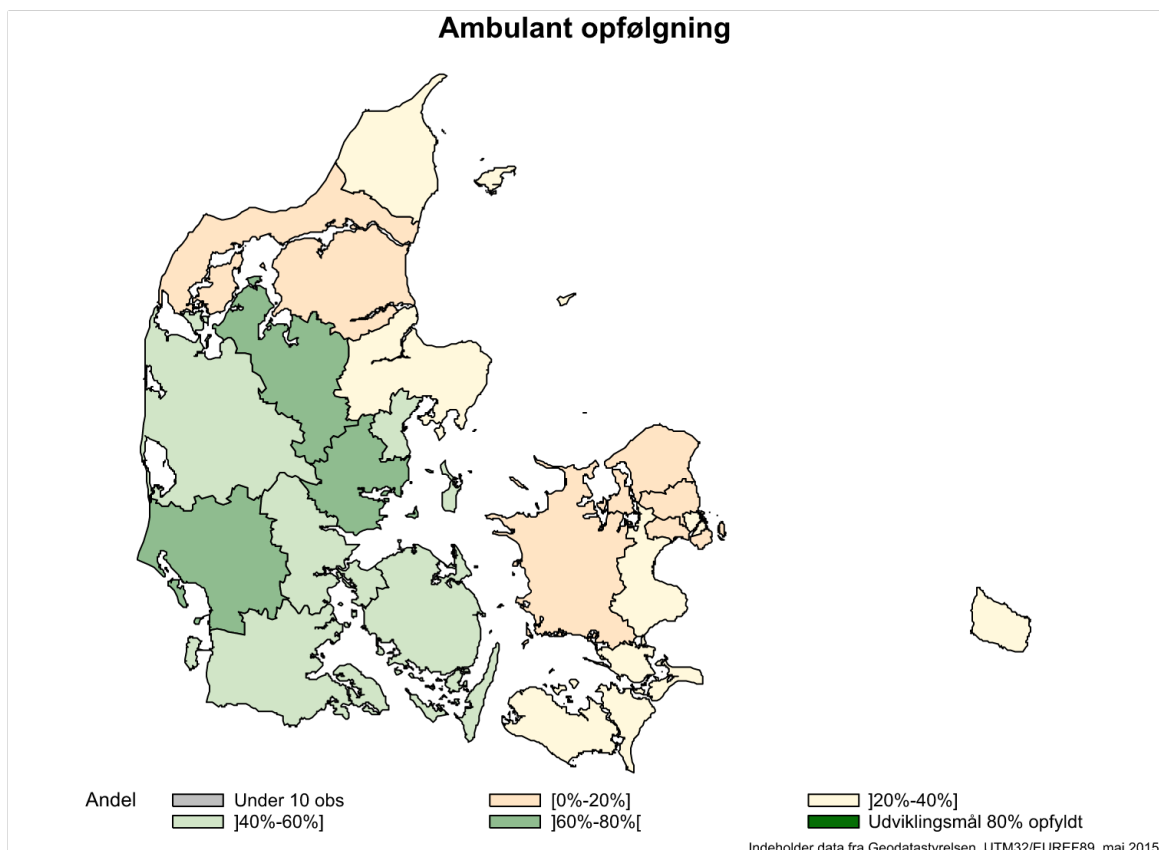 Ambulant opfølgning
Andel
Under 10 obs
[0%-20%]
]20%-40%]
]40%-60%]
]60%-80%[
Udviklingsmål 80% opfyldt
Indeholder data fra Geodatastyrelsen, UTM32/EUREF89, maj 2015